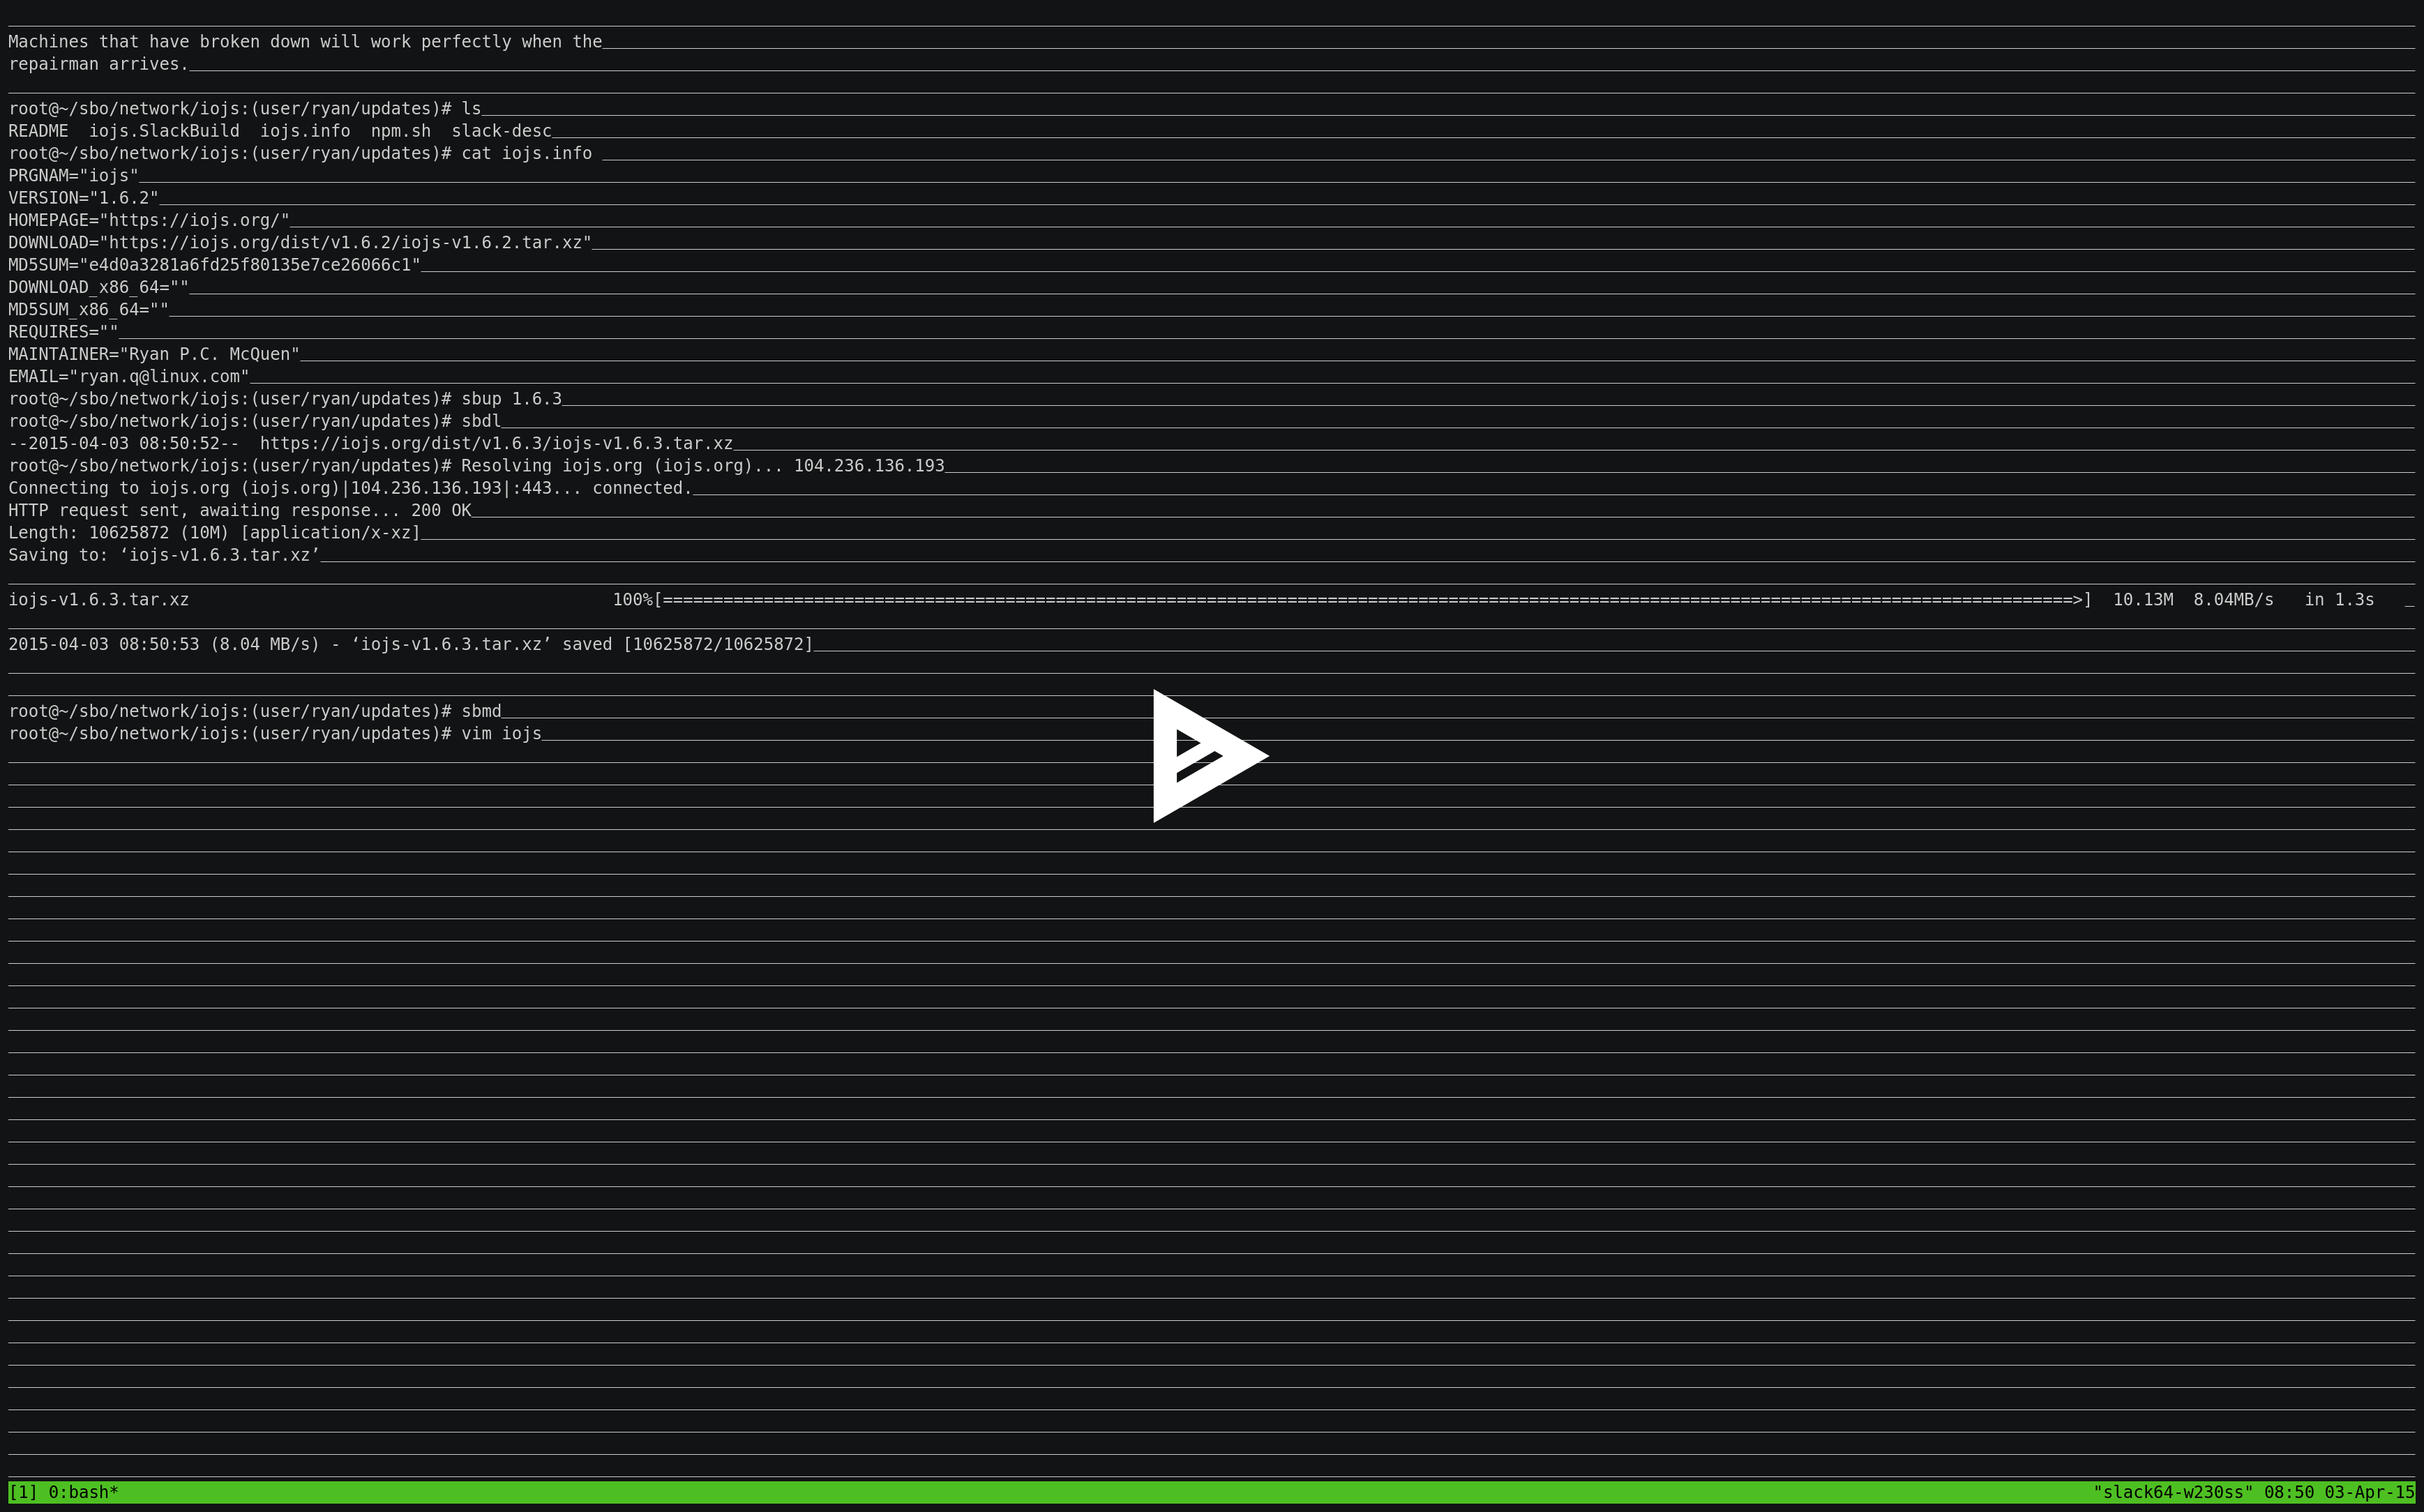 Machines that have broken down will work perfectly when the
repairman arrives.
root@~/sbo/network/iojs:(user/ryan/updates)# ls
README  iojs.SlackBuild  iojs.info  npm.sh  slack-desc
root@~/sbo/network/iojs:(user/ryan/updates)# cat iojs.info
PRGNAM="iojs"
VERSION="1.6.2"
HOMEPAGE="https://iojs.org/"
DOWNLOAD="https://iojs.org/dist/v1.6.2/iojs-v1.6.2.tar.xz"
MD5SUM="e4d0a3281a6fd25f80135e7ce26066c1"
DOWNLOAD_x86_64=""
MD5SUM_x86_64=""
REQUIRES=""
MAINTAINER="Ryan P.C. McQuen"
EMAIL="ryan.q@linux.com"
root@~/sbo/network/iojs:(user/ryan/updates)# sbup 1.6.3
root@~/sbo/network/iojs:(user/ryan/updates)# sbdl
--2015-04-03 08:50:52--  https://iojs.org/dist/v1.6.3/iojs-v1.6.3.tar.xz
root@~/sbo/network/iojs:(user/ryan/updates)# Resolving iojs.org (iojs.org)... 104.236.136.193
Connecting to iojs.org (iojs.org)|104.236.136.193|:443... connected.
HTTP request sent, awaiting response... 200 OK
Length: 10625872 (10M) [application/x-xz]
Saving to: ‘iojs-v1.6.3.tar.xz’
iojs-v1.6.3.tar.xz 100%[============================================================================================================================================>]  10.13M  8.04MB/s   in 1.3s
2015-04-03 08:50:53 (8.04 MB/s) - ‘iojs-v1.6.3.tar.xz’ saved [10625872/10625872]
root@~/sbo/network/iojs:(user/ryan/updates)# sbmd
root@~/sbo/network/iojs:(user/ryan/updates)# vim iojs
[1] 0:bash* "slack64-w230ss" 08:50 03-Apr-15